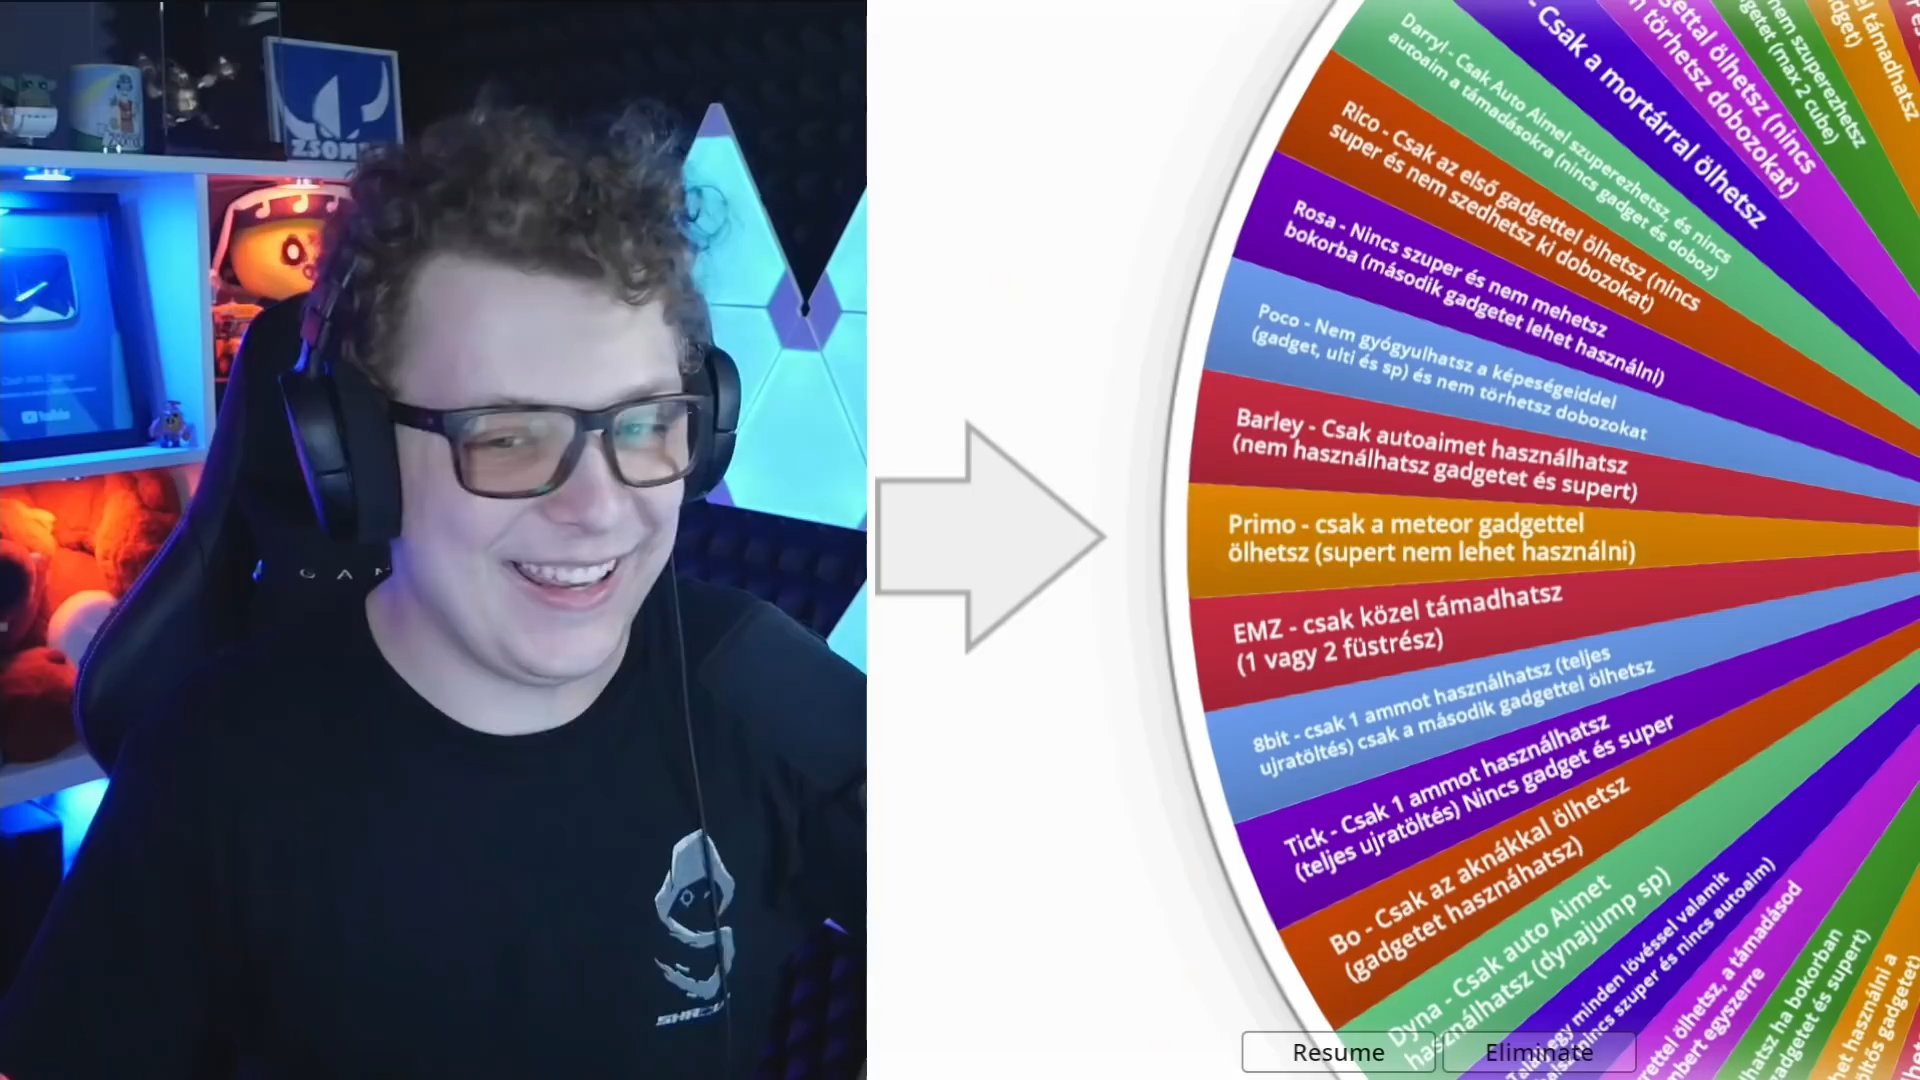 ZSOMB
GAM
SHACO
- Csak a mortárral ölhetsz
Darryl - Csak Auto Aimel szuperezhetsz, és nincs
autoaim a támadásokra (nincs gadget és doboz)
Rico - Csak az első gadgettel ölhetsz (nincs
super és nem szedhetsz ki dobozokat)
Rosa - Nincs szuper és nem mehetsz
bokorba (második gadgetet lehet használni)
Poco - Nem gyógyulhatsz a képeségeiddel
(gadget, ulti és sp) és nem törhetsz dobozokat
Barley - Csak autoaimet használhatsz
(nem használhatsz gadgetet és supert)
Primo - csak a meteor gadgettel
ölhetsz (supert nem lehet használni)
EMZ - csak közel támadhatsz
(1 vagy 2 füstrész)
8bit - csak 1 ammot használhatsz (teljes
ujratöltés) csak a második gadgettel ölhetsz
Tick - Csak 1 ammot használhatsz
(teljes ujratöltés) Nincs gadget és super
Bo - Csak az aknákkal ölhetsz
(gadgetet hasznáhatsz)
Dyna - Csak auto Aimet
használhatsz (dynajump sp)
Resume
Eliminate